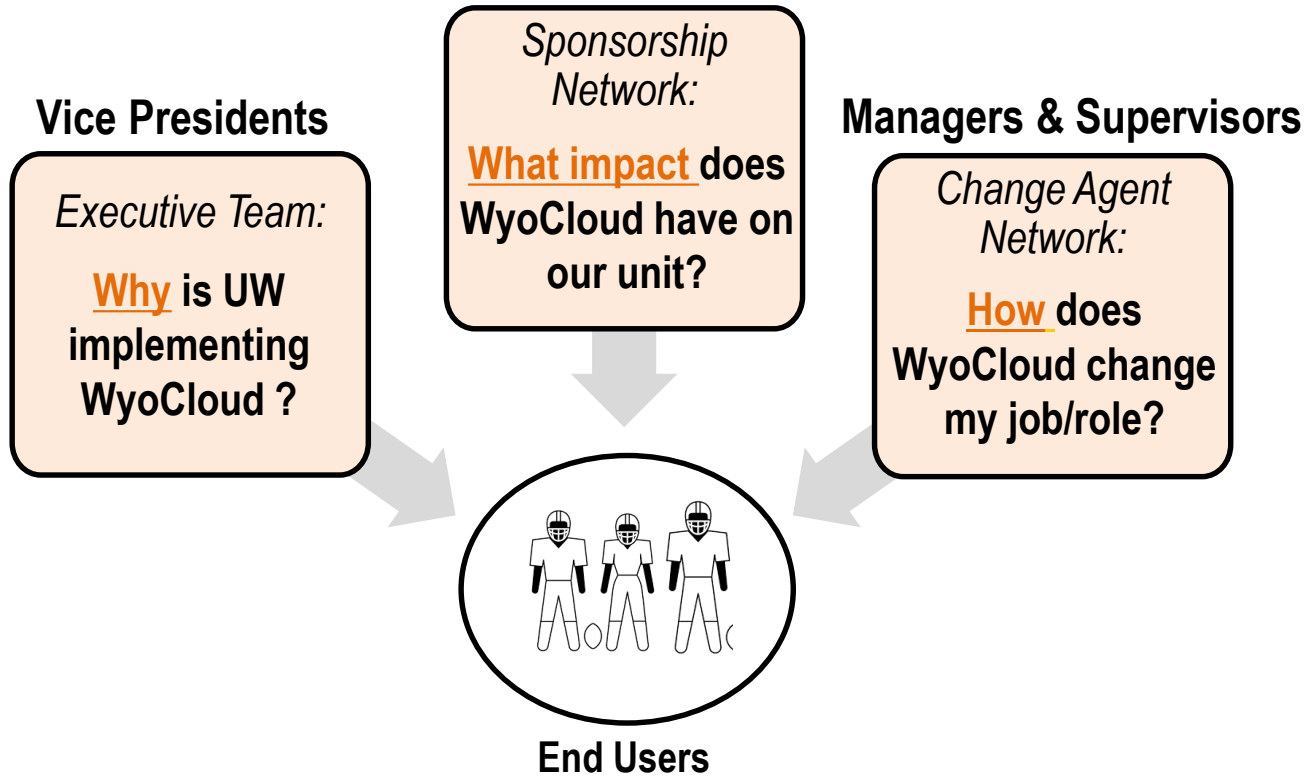 Vice Presidents
Executive Team:
Why is UW
implementing
WyoCloud ?
Sponsorship
Network:
What impact does
WyoCloud have on
our unit?
Managers & Supervisors
Change Agent
Network:
How does
WyoCloud change
my job/role?
End Users